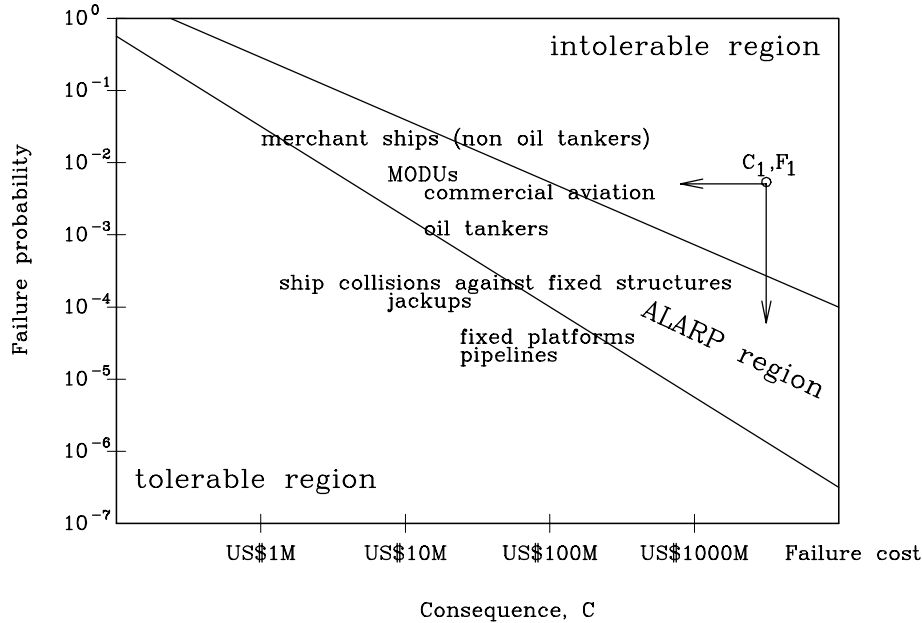 10^0
intolerable region
10^-1
merchant ships (non oil tankers)
10^-2
C_1,F_1
MODUs
commercial aviation
10^-3
oil tankers
ship collisions against fixed structures
10^-4
jackups
ALARP region
fixed platforms
pipelines
10^-5
10^-6
tolerable region
10^-7
Failure probability
US$1M US$10M US$100M US$1000M Failure cost
Consequence, C